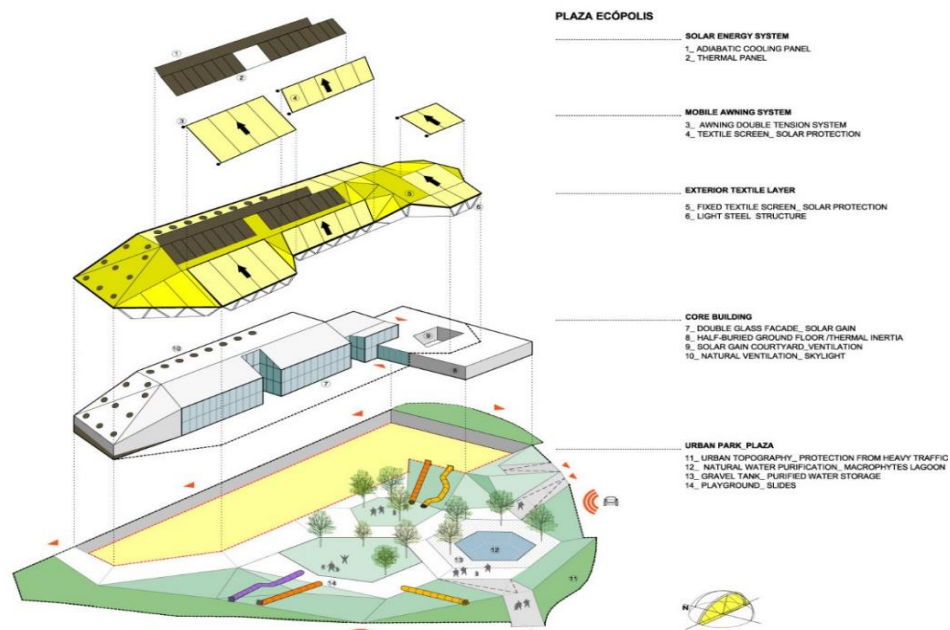 PLAZA ECÓPOLIS
SOLAR ENERGY SYSTEM
1_ ADIABATIC COOLING PANEL
2_ THERMAL PANEL
MOBILE AWNING SYSTEM
3_ AWNING DOUBLE TENSION SYSTEM
4_ TEXTILE SCREEN_ SOLAR PROTECTION
EXTERIOR TEXTILE LAYER
5_ FIXED TEXTILE SCREEN_ SOLAR PROTECTION
6_ LIGHT STEEL STRUCTURE
CORE BUILDING
7_ DOUBLE GLASS FACADE_ SOLAR GAIN
8_ HALF-BURIED GROUND FLOOR /THERMAL INERTIA
9_ SOLAR GAIN COURTYARD_VENTILATION
10_ NATURAL VENTILATION_ SKYLIGHT
URBAN PARK_PLAZA
11_ URBAN TOPOGRAPHY_ PROTECTION FROM HEAVY TRAFFIC
12_ NATURAL WATER PURIFICATION_ MACROPHYTES LAGOON
13_ GRAVEL TANK_ PURIFIED WATER STORAGE
14_ PLAYGROUND_ SLIDES
1
2
3
4
5
6
10
9
7
8
12
13
14
11
N